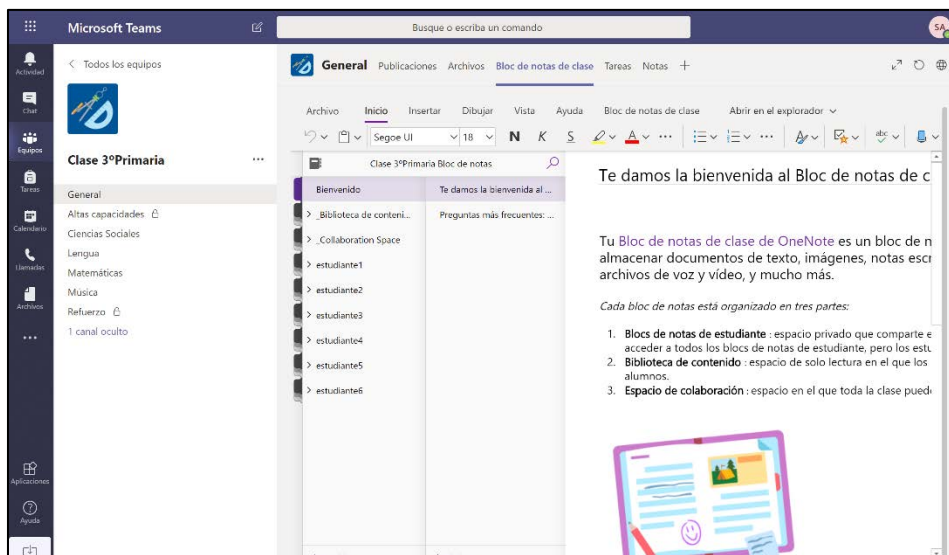 Microsoft Teams
Busque o escriba un comando
SA
Actividad
Chat
Equipos
Tareas
Calendario
Llamadas
Archivos
Aplicaciones
Ayuda
Todos los equipos
Clase 3ºPrimaria
General
Altas capacidades
Ciencias Sociales
Lengua
Matemáticas
Música
Refuerzo
1 canal oculto
General Publicaciones Archivos Bloc de notas de clase Tareas Notas
Archivo Inicio Insertar Dibujar Vista Ayuda Bloc de notas de clase Abrir en el explorador
Segoe UI 18 N K S A A abc
Clase 3ºPrimaria Bloc de notas
Bienvenido
_Biblioteca de conteni...
_Collaboration Space
estudiante1
estudiante2
estudiante3
estudiante4
estudiante5
estudiante6
Te damos la bienvenida al ...
Preguntas más frecuentes: ...
Te damos la bienvenida al Bloc de notas de c
Tu Bloc de notas de clase de OneNote es un bloc de n
almacenar documentos de texto, imágenes, notas escr
archivos de voz y vídeo, y mucho más.
Cada bloc de notas está organizado en tres partes:
1. Blocs de notas de estudiante : espacio privado que comparte e
acceder a todos los blocs de notas de estudiante, pero los estu
2. Biblioteca de contenido : espacio de solo lectura en el que los
alumnos.
3. Espacio de colaboración : espacio en el que toda la clase pued